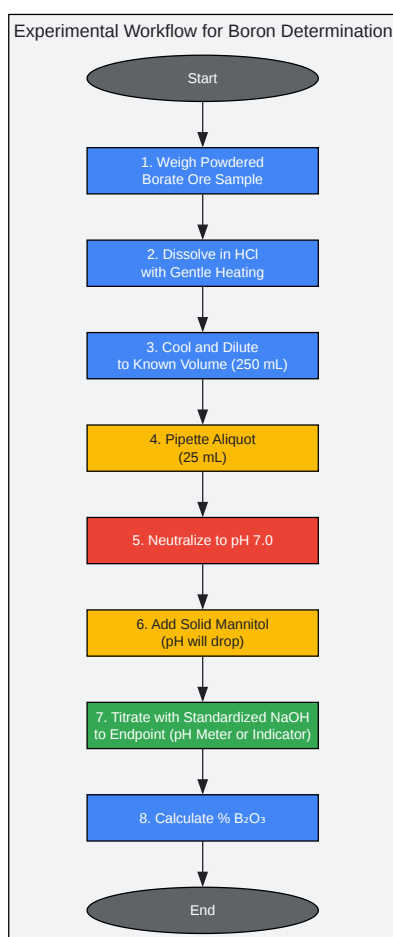 Experimental Workflow for Boron Determination
Start
1. Weigh Powdered
Borate Ore Sample
2. Dissolve in HCl
with Gentle Heating
3. Cool and Dilute
to Known Volume (250 mL)
4. Pipette Aliquot
(25 mL)
5. Neutralize to pH 7.0
6. Add Solid Mannitol
(pH will drop)
7. Titrate with Standardized NaOH
to Endpoint (pH Meter or Indicator)
8. Calculate % B₂O₃
End